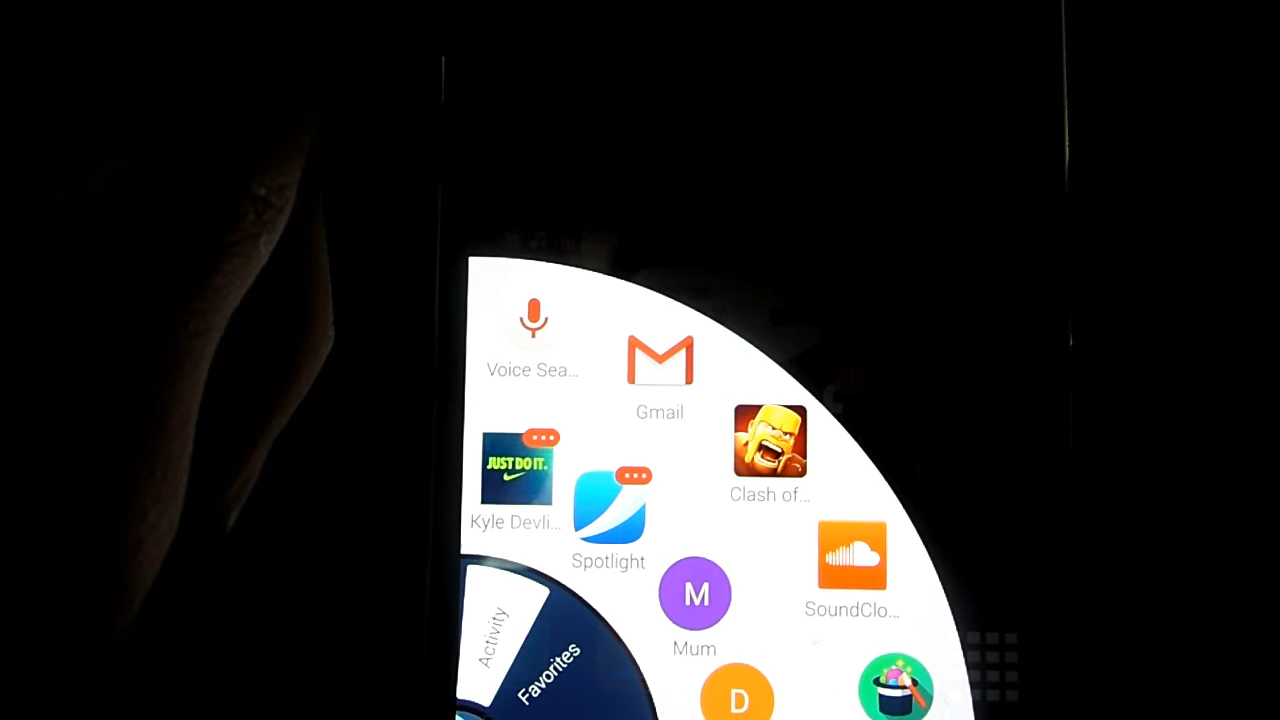 Voice Sea...
Gmail
JUST DO IT.
Clash of...
Kyle Devli...
Spotlight
M
SoundClo...
Mum
Activity
Favorites
D